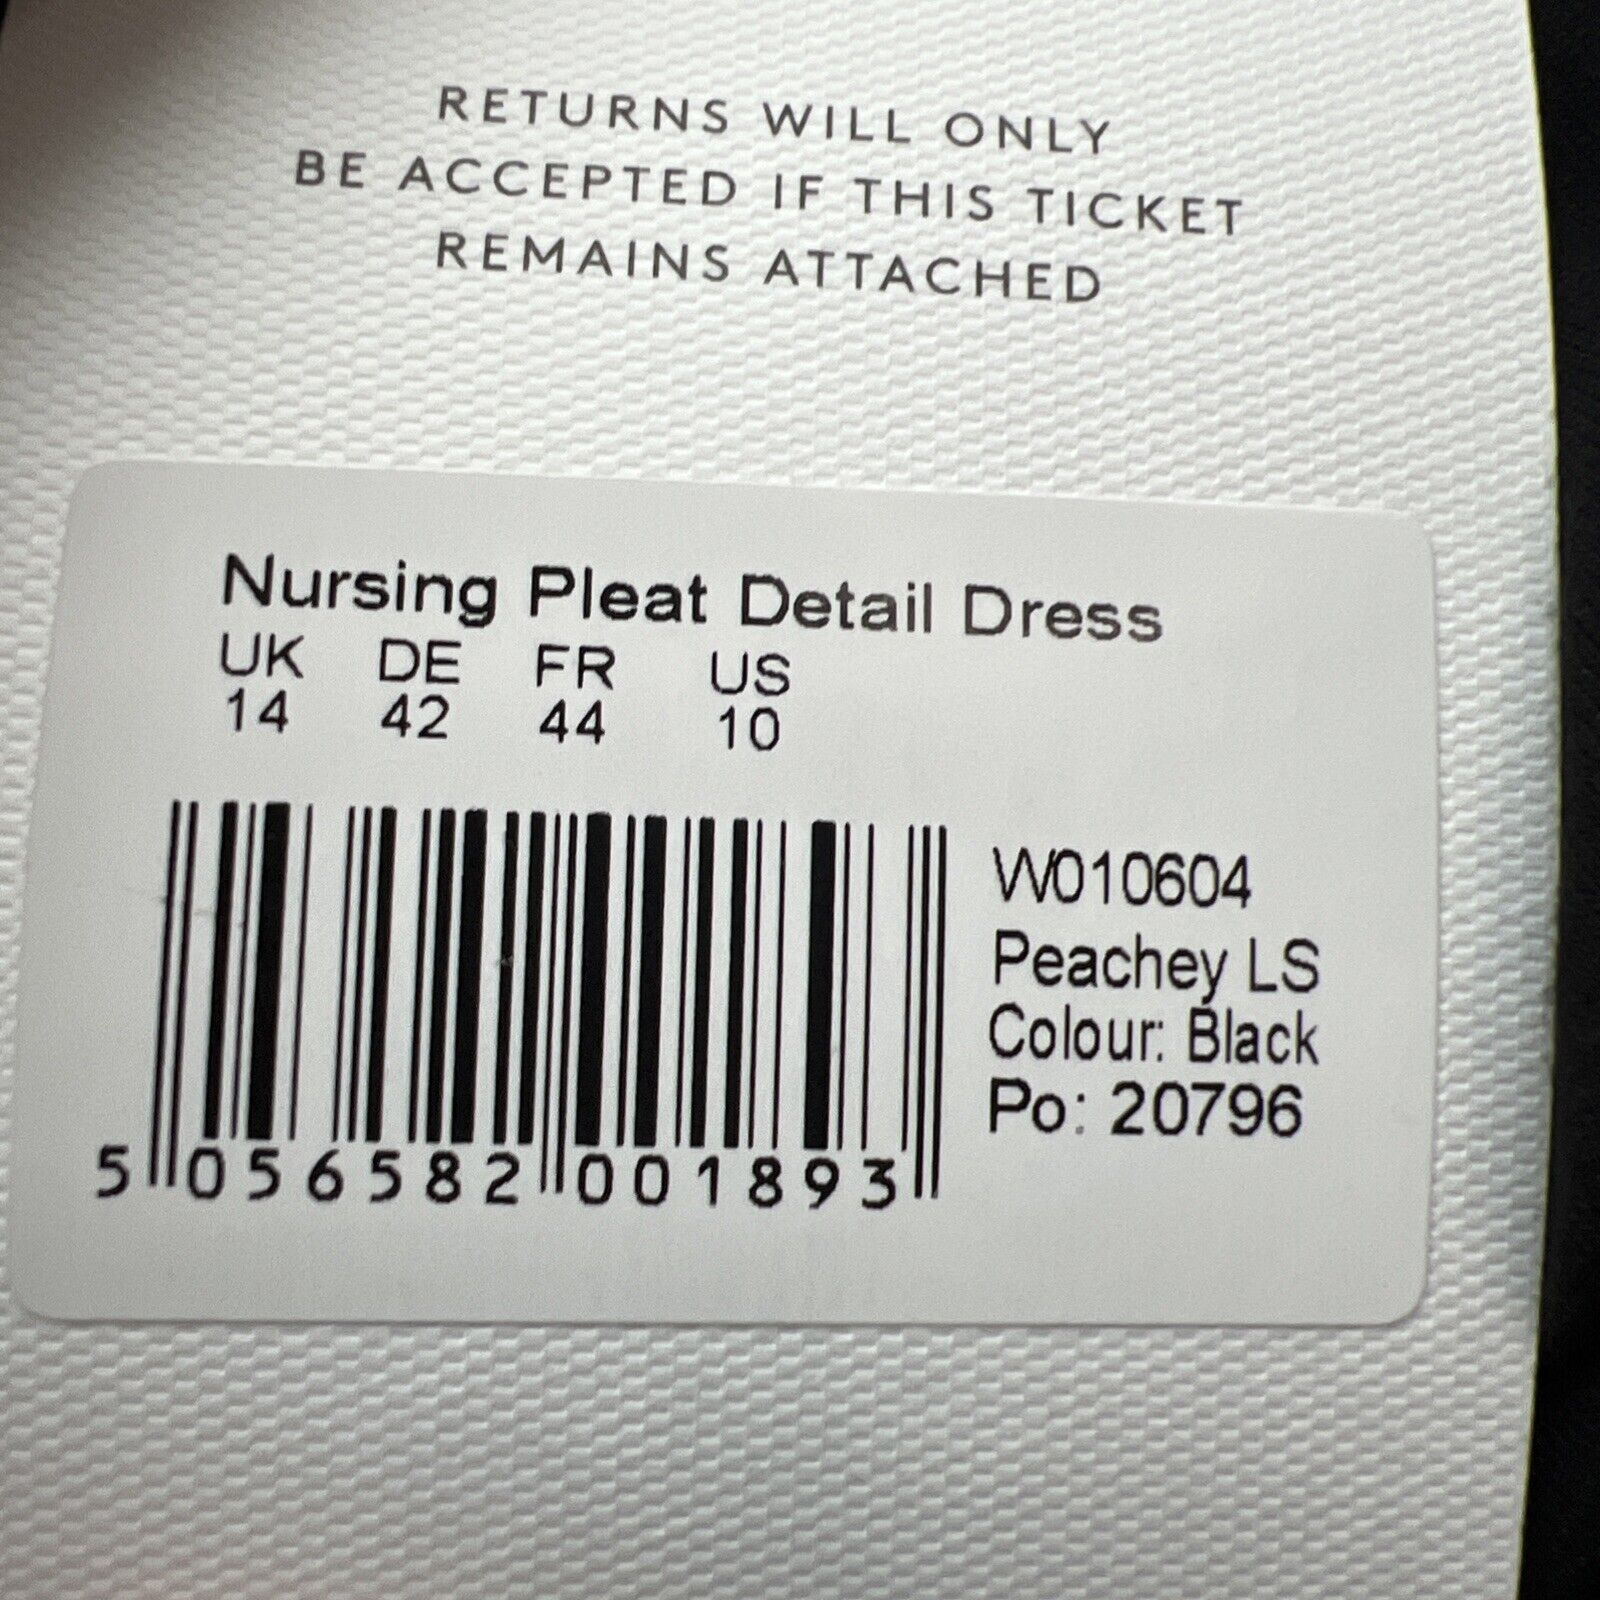 RETURNS WILL ONLY
BE ACCEPTED IF THIS TICKET
REMAINS ATTACHED
Nursing Pleat Detail Dress
UK DE FR US
14 42 44 10
W010604
Peachey LS
Colour: Black
Po: 20796
5 056582 001893